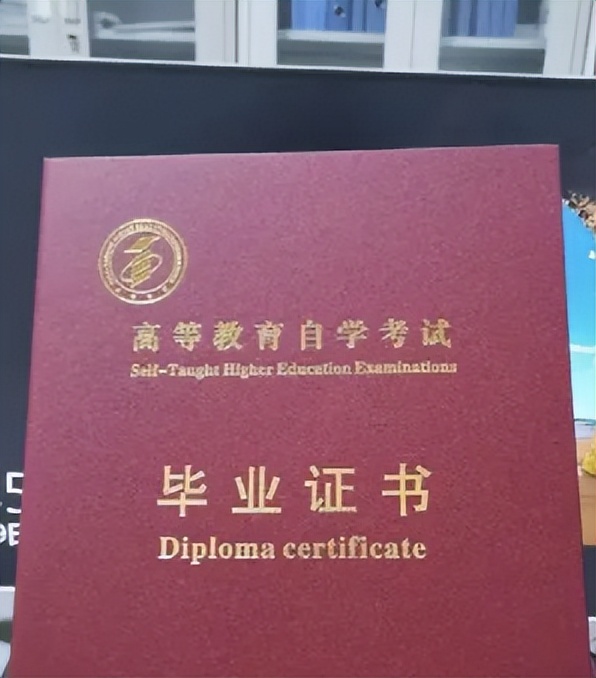 高等教育自学考试
Self-Taught Higher Education Examinations
毕业证书
Diploma certificate